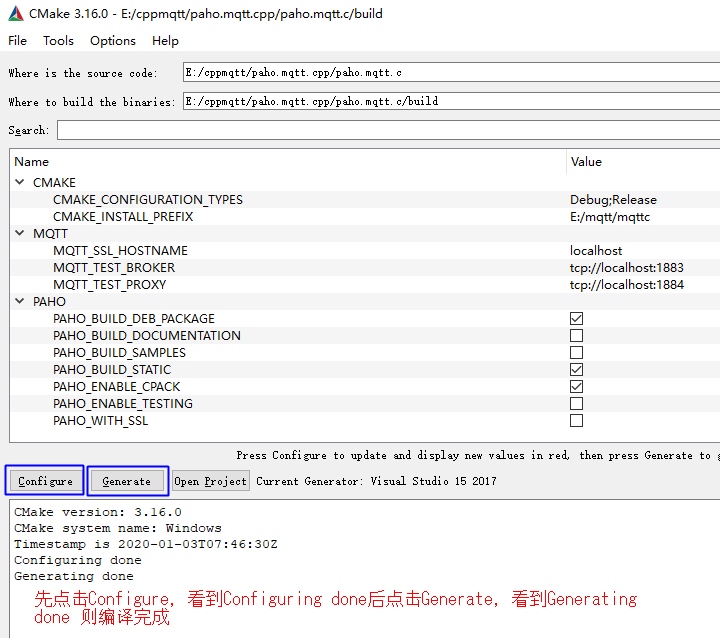 CMake 3.16.0 - E:/cppmqtt/paho.mqtt.cpp/paho.mqtt.c/build
File Tools Options Help
Where is the source code: E:/cppmqtt/paho.mqtt.cpp/paho.mqtt.c
Where to build the binaries: E:/cppmqtt/paho.mqtt.cpp/paho.mqtt.c/build
Search:
Name Value
CMAKE
CMAKE_CONFIGURATION_TYPES Debug;Release
CMAKE_INSTALL_PREFIX E:/mqtt/mqttc
MQTT
MQTT_SSL_HOSTNAME localhost
MQTT_TEST_BROKER tcp://localhost:1883
MQTT_TEST_PROXY tcp://localhost:1884
PAHO
PAHO_BUILD_DEB_PACKAGE
PAHO_BUILD_DOCUMENTATION
PAHO_BUILD_SAMPLES
PAHO_BUILD_STATIC
PAHO_ENABLE_CPACK
PAHO_ENABLE_TESTING
PAHO_WITH_SSL
Press Configure to update and display new values in red, then press Generate to
Configure Generate Open Project Current Generator: Visual Studio 15 2017
CMake version: 3.16.0
CMake system name: Windows
Timestamp is 2020-01-03T07:46:30Z
Configuring done
Generating done
先点击Configure, 看到Configuring done后点击Generate, 看到Generating
done 则编译完成